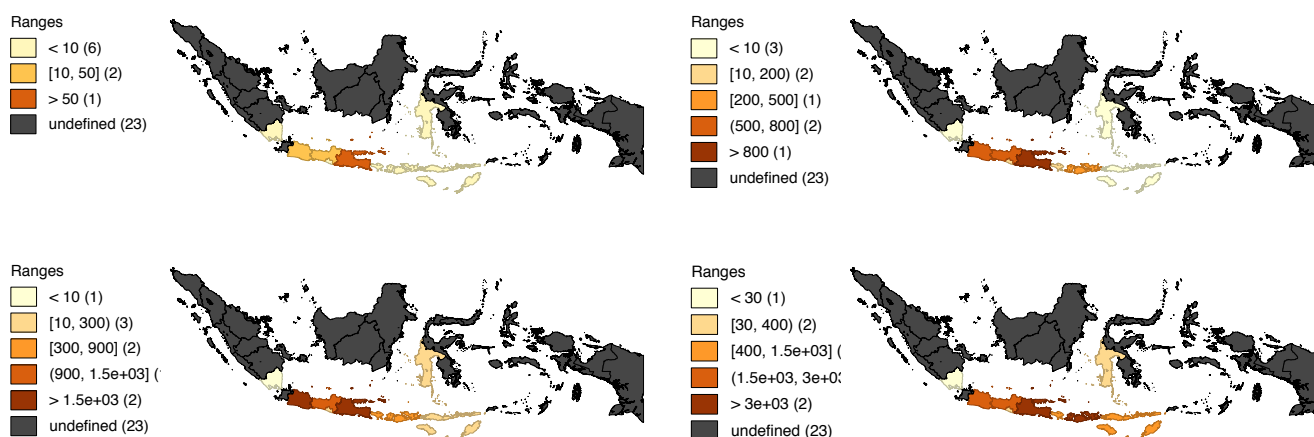 Ranges
< 10 (6)
[10, 50] (2)
> 50 (1)
undefined (23)
Ranges
< 10 (3)
[10, 200) (2)
[200, 500] (1)
(500, 800] (2)
> 800 (1)
undefined (23)
Ranges
< 10 (1)
[10, 300) (3)
[300, 900] (2)
(900, 1.5e+03] (
> 1.5e+03 (2)
undefined (23)
Ranges
< 30 (1)
[30, 400) (2)
[400, 1.5e+03] (
(1.5e+03, 3e+0
> 3e+03 (2)
undefined (23)